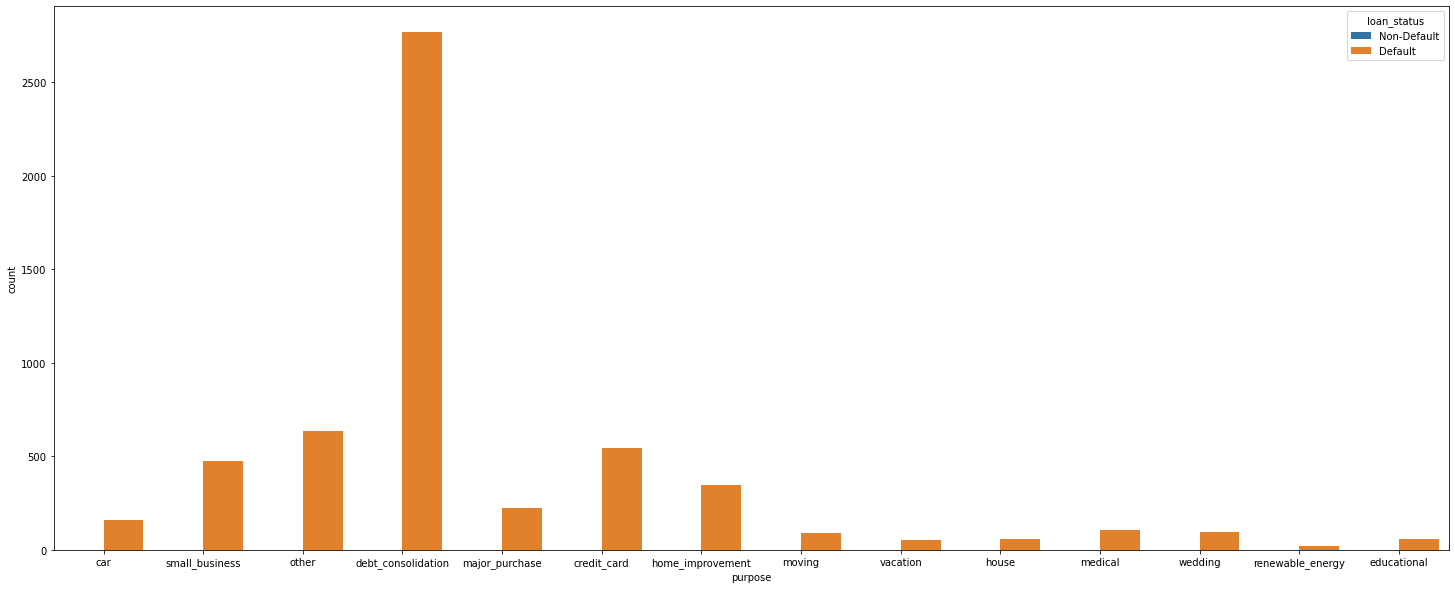 loan_status
Non-Default
Default
2500
2000
1500
1000
500
0
count
car small_business other debt_consolidation major_purchase credit_card home_improvement moving vacation house medical wedding renewable_energy educational
purpose